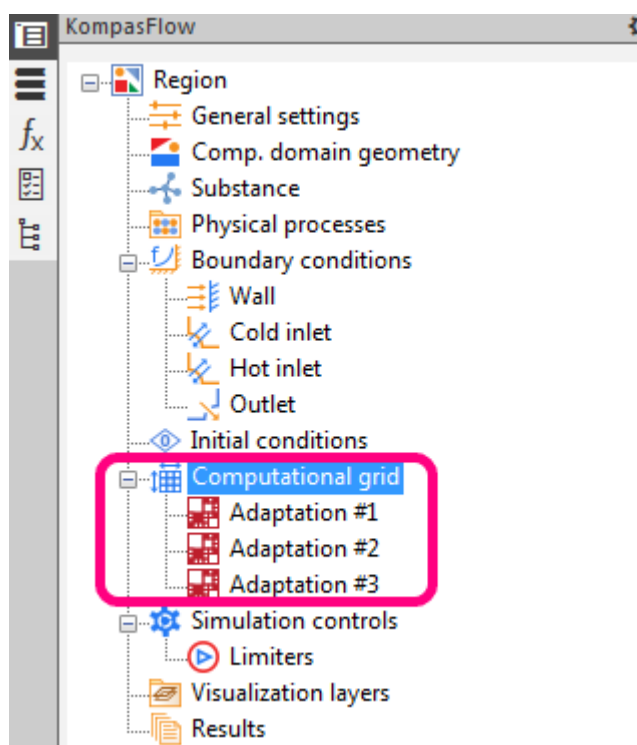 KompasFlow
Region
General settings
fx
Comp. domain geometry
Substance
Physical processes
Boundary conditions
Wall
Cold inlet
Hot inlet
Outlet
Initial conditions
Computational grid
Adaptation #1
Adaptation #2
Adaptation #3
Simulation controls
Limiters
Visualization layers
Results